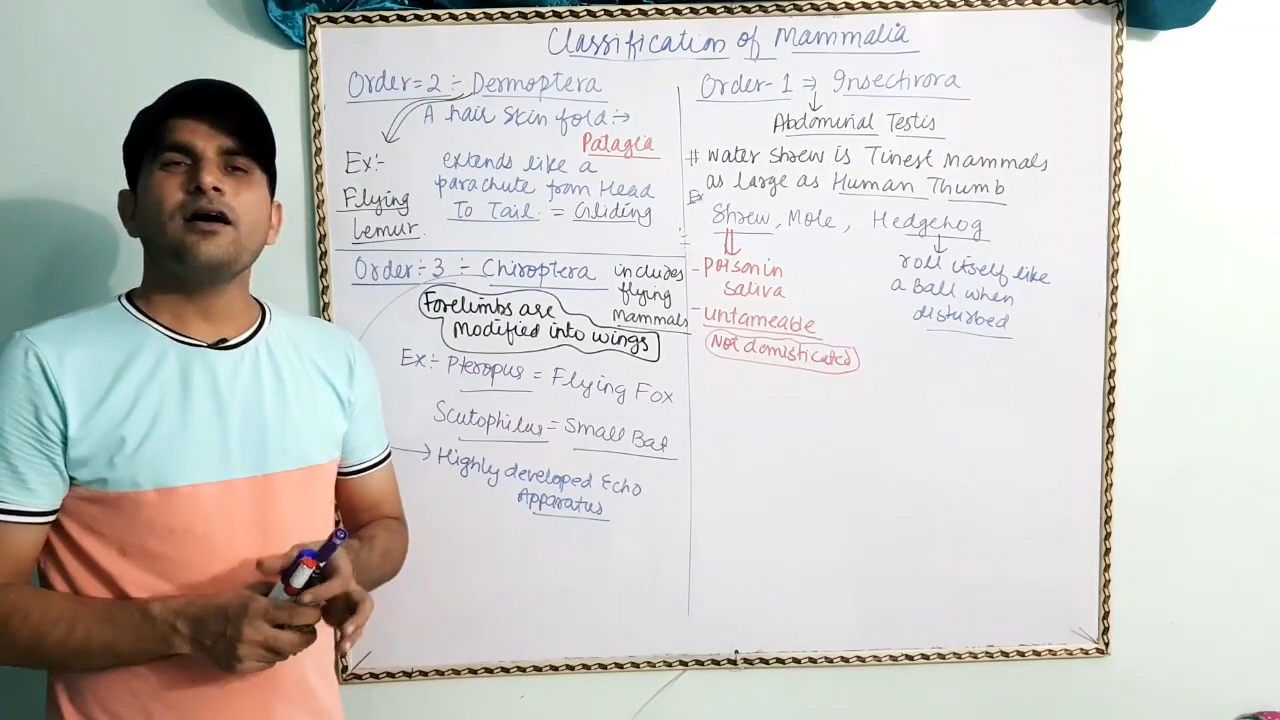 Classification of Mammalia
Order-1 ⇒ Insectivora
Abdominal Testis
# Water Shrew is Tinest mammals
as large as Human Thumb
Ex
Shrew, Mole, Hedgehog
- Poison in
saliva
- untameable
Not domisticated
roll itself like
a Ball when
disturbed
Order=2 :- Dermoptera
A hair skin fold :→
Patagia
extends like a
parachute from Head
To Tail. = Gliding
Ex:-
Flying
Lemur.
Order:-3 :- Chiroptera
includes
flying
mammals
Forelimbs are
modified into wings
Ex:- Pteropus = Flying Fox
Scutophilus = Small Bat
→ Highly developed Echo
Apparatus